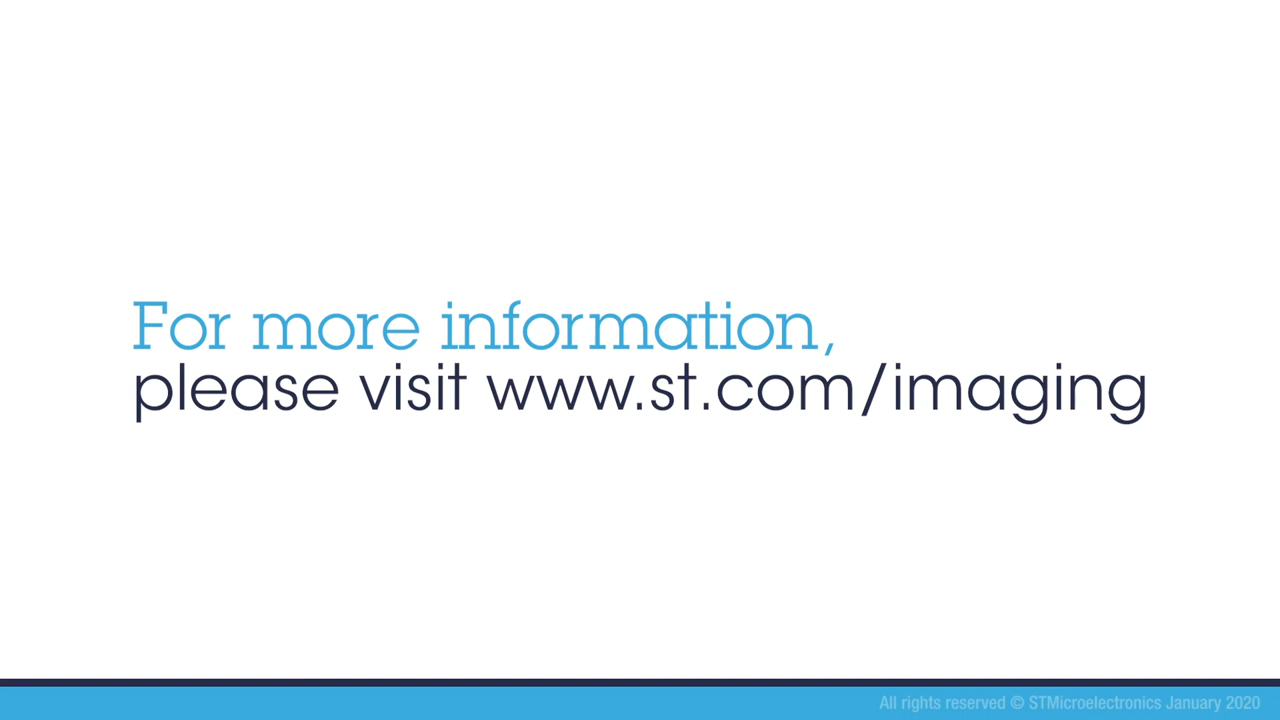 For more information,
please visit www.st.com/imaging
All rights reserved © STMicroelectronics January 2020